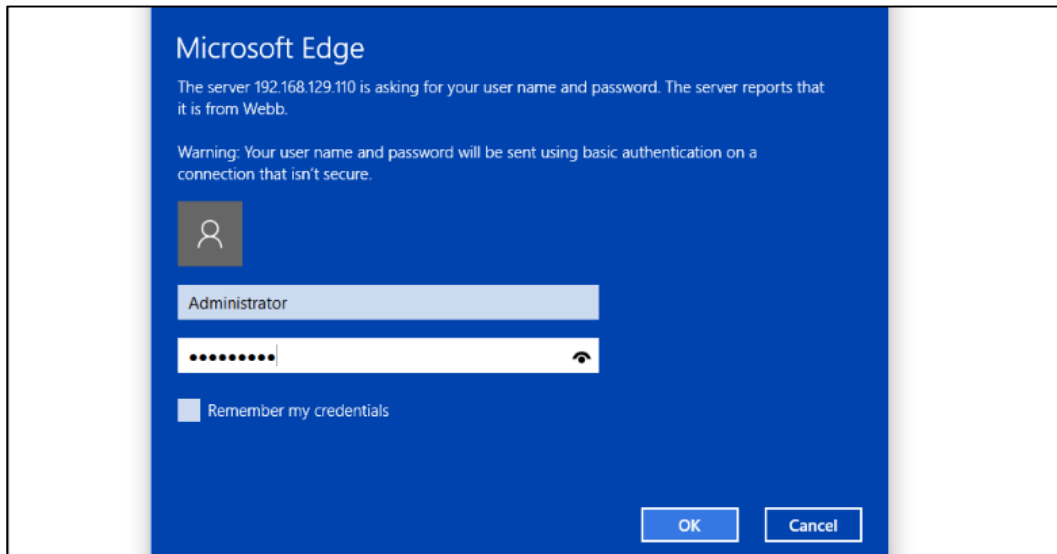 Microsoft Edge
The server 192.168.129.110 is asking for your user name and password. The server reports that
it is from Webb.
Warning: Your user name and password will be sent using basic authentication on a
connection that isn't secure.
Administrator
•••••••••
Remember my credentials
OK
Cancel